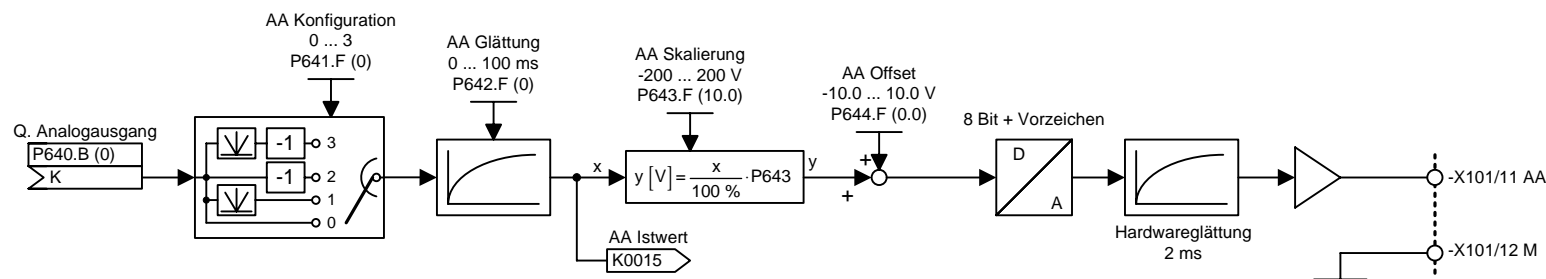 AA Konfiguration
0 ... 3
P641.F (0)
AA Glättung
0 ... 100 ms
P642.F (0)
AA Skalierung
-200 ... 200 V
P643.F (10.0)
AA Offset
-10.0 ... 10.0 V
P644.F (0.0)
8 Bit + Vorzeichen
Q. Analogausgang
P640.B (0)
K
-1
3
-1
2
1
0
x
y [V] = x / 100 % · P643
y
+
+
D
A
Hardwareglättung
2 ms
-X101/11 AA
-X101/12 M
AA Istwert
K0015